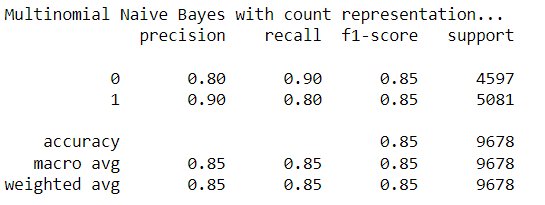 Multinomial Naive Bayes with count representation...
precision recall f1-score support
0 0.80 0.90 0.85 4597
1 0.90 0.80 0.85 5081
accuracy 0.85 9678
macro avg 0.85 0.85 0.85 9678
weighted avg 0.85 0.85 0.85 9678